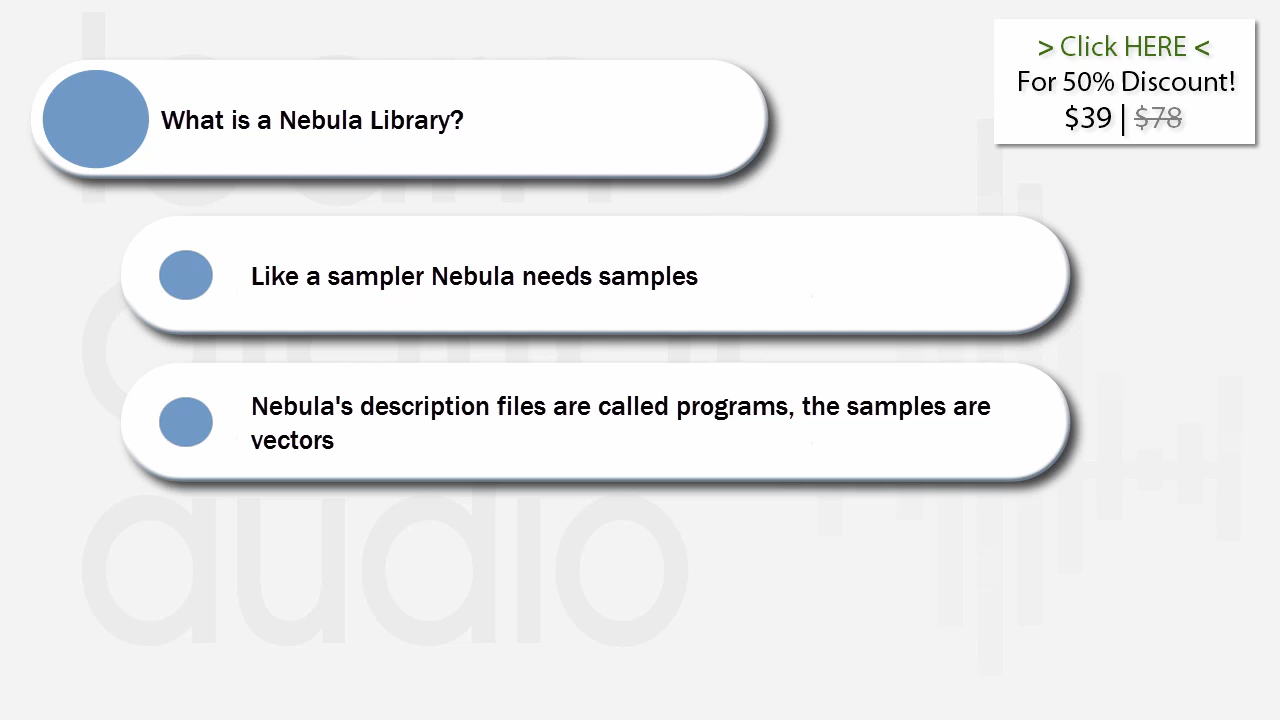 What is a Nebula Library?
> Click HERE <
For 50% Discount!
$39 | $78
Like a sampler Nebula needs samples
Nebula's description files are called programs, the samples are
vectors
audio